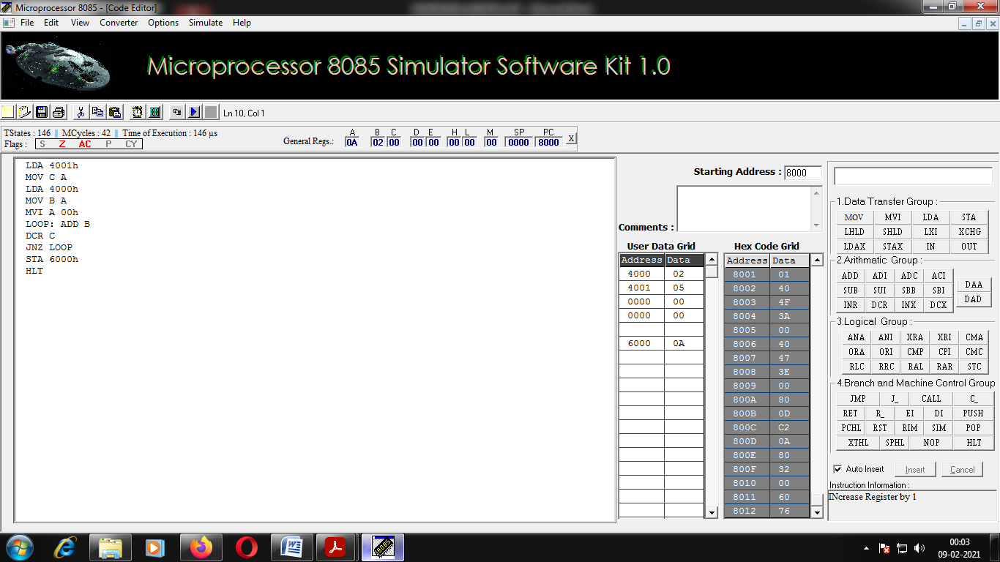 Microprocessor 8085 - [Code Editor]
File Edit View Converter Options Simulate Help
Microprocessor 8085 Simulator Software Kit 1.0
Ln 10, Col 1
TStates : 146 MCycles : 42 Time of Execution : 146 µs
Flags : S Z AC P CY
General Regs.:
A B C D E H L M SP PC
0A 02 00 00 00 00 00 00 0000 8000 X
LDA 4001h
MOV C A
LDA 4000h
MOV B A
MVI A 00h
LOOP: ADD B
DCR C
JNZ LOOP
STA 6000h
HLT
Starting Address : 8000
Comments :
User Data Grid
Address Data
4000 02
4001 05
0000 00
0000 00
6000 0A
Hex Code Grid
Address Data
8001 01
8002 40
8003 4F
8004 3A
8005 00
8006 40
8007 47
8008 3E
8009 00
800A 80
800B 0D
800C C2
800D 0A
800E 80
800F 32
8010 00
8011 60
8012 76
1.Data Transfer Group :
MOV MVI LDA STA
LHLD SHLD LXI XCHG
LDAX STAX IN OUT
2.Arithmatic Group :
ADD ADI ADC ACI
SUB SUI SBB SBI
INR DCR INX DCX
DAA
DAD
3.Logical Group :
ANA ANI XRA XRI CMA
ORA ORI CMP CPI CMC
RLC RRC RAL RAR STC
4.Branch and Machine Control Group
JMP J_ CALL C_
RET R_ EI DI PUSH
PCHL RST RIM SIM POP
XTHL SPHL NOP HLT
Auto Insert Insert Cancel
Instruction Information :
INcrease Register by 1
8085
00:03
09-02-2021